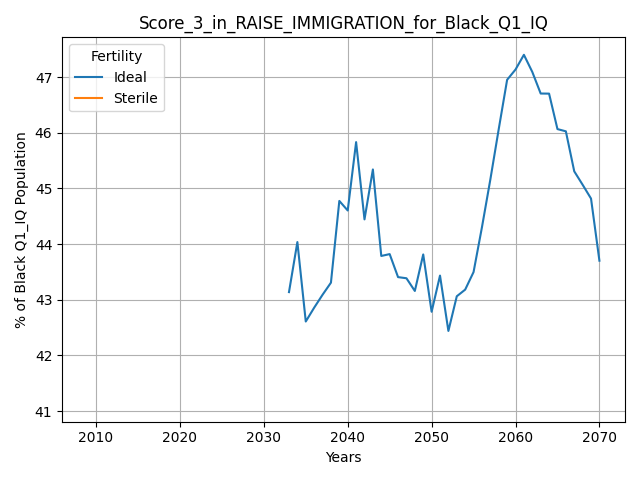 Score_3_in_RAISE_IMMIGRATION_for_Black_Q1_IQ
Fertility
Ideal
Sterile
% of Black Q1_IQ Population
47
46
45
44
43
42
41
2010 2020 2030 2040 2050 2060 2070
Years